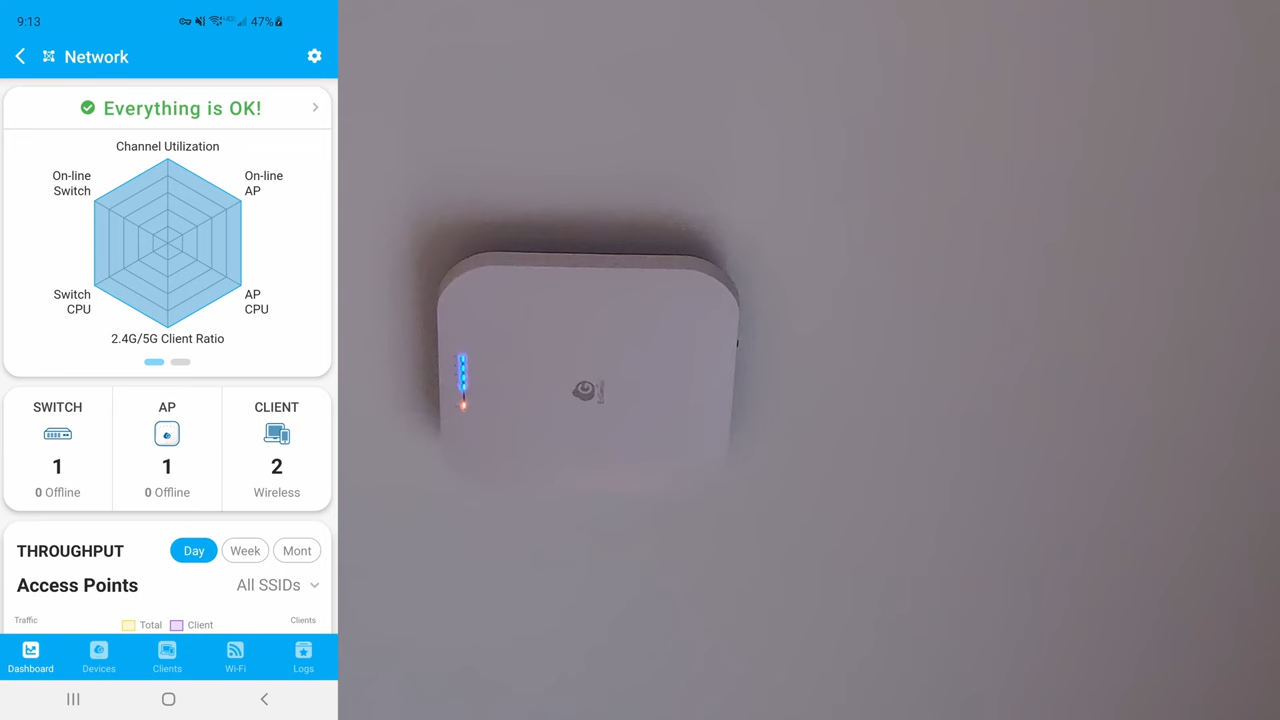 9:13
47%
Network
Everything is OK!
Channel Utilization
On-line
Switch
On-line
AP
Switch
CPU
AP
CPU
2.4G/5G Client Ratio
SWITCH
AP
CLIENT
1
1
2
0 Offline
0 Offline
Wireless
THROUGHPUT
Day
Week
Mont
Access Points
All SSIDs
Traffic
Total
Client
Clients
Dashboard
Devices
Clients
Wi-Fi
Logs